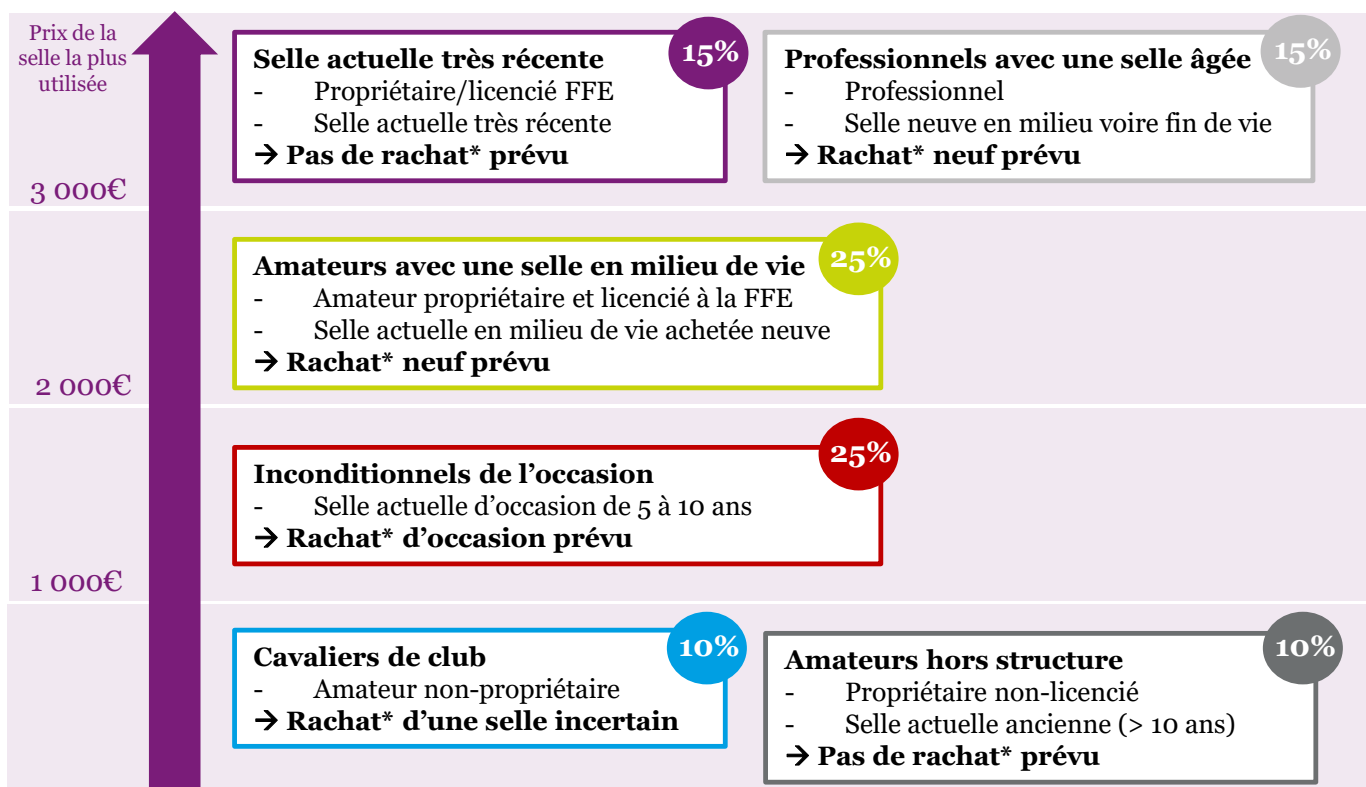 Prix de la
selle la plus
utilisée
3 000€
2 000€
1 000€
Selle actuelle très récente
15%
- Propriétaire/licencié FFE
- Selle actuelle très récente
→ Pas de rachat* prévu
Professionnels avec une selle âgée
15%
- Professionnel
- Selle neuve en milieu voire fin de vie
→ Rachat* neuf prévu
Amateurs avec une selle en milieu de vie
25%
- Amateur propriétaire et licencié à la FFE
- Selle actuelle en milieu de vie achetée neuve
→ Rachat* neuf prévu
Inconditionnels de l’occasion
25%
- Selle actuelle d’occasion de 5 à 10 ans
→ Rachat* d’occasion prévu
Cavaliers de club
10%
- Amateur non-propriétaire
→ Rachat* d’une selle incertain
Amateurs hors structure
10%
- Propriétaire non-licencié
- Selle actuelle ancienne (> 10 ans)
→ Pas de rachat* prévu